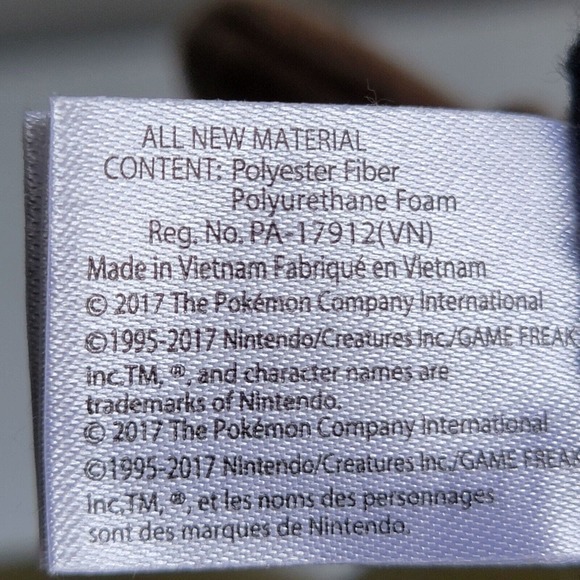 ALL NEW MATERIAL
CONTENT: Polyester Fiber
Polyurethane Foam
Reg. No. PA-17912(VN)
Made in Vietnam Fabriqué en Vietnam
© 2017 The Pokémon Company International
©1995-2017 Nintendo/Creatures Inc./GAME FREAK
inc.TM, ®, and character names are
trademarks of Nintendo.
© 2017 The Pokémon Company International
©1995-2017 Nintendo/Creatures Inc./GAME FREAK
inc.TM, ®, et les noms des personnages
sont des marques de Nintendo.